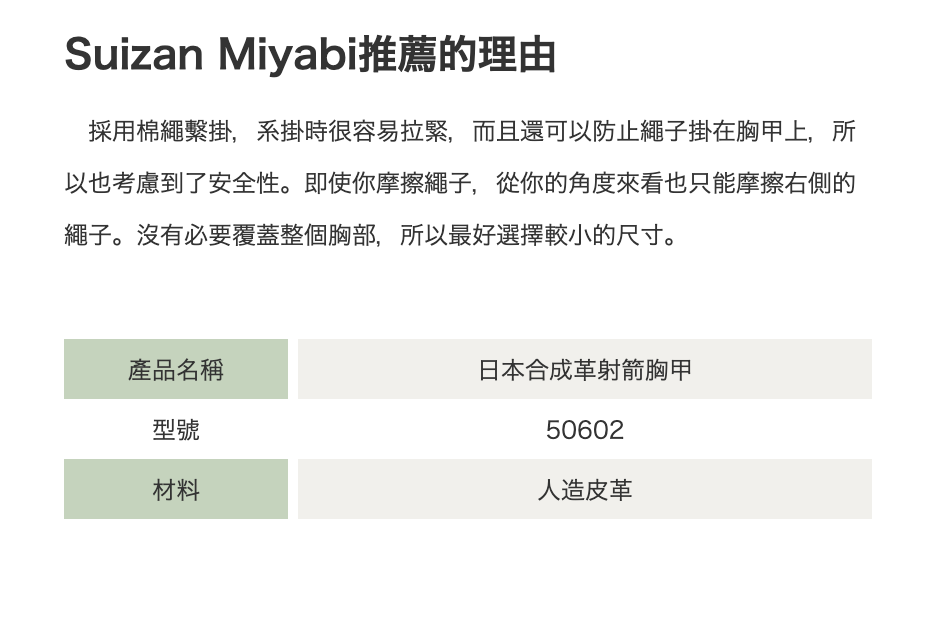 Suizan Miyabi推薦的理由
採用棉繩繫掛，系掛時很容易拉緊，而且還可以防止繩子掛在胸甲上，所
以也考慮到了安全性。即使你摩擦繩子，從你的角度來看也只能摩擦右側的
繩子。沒有必要覆蓋整個胸部，所以最好選擇較小的尺寸。
產品名稱 日本合成革射箭胸甲
型號 50602
材料 人造皮革